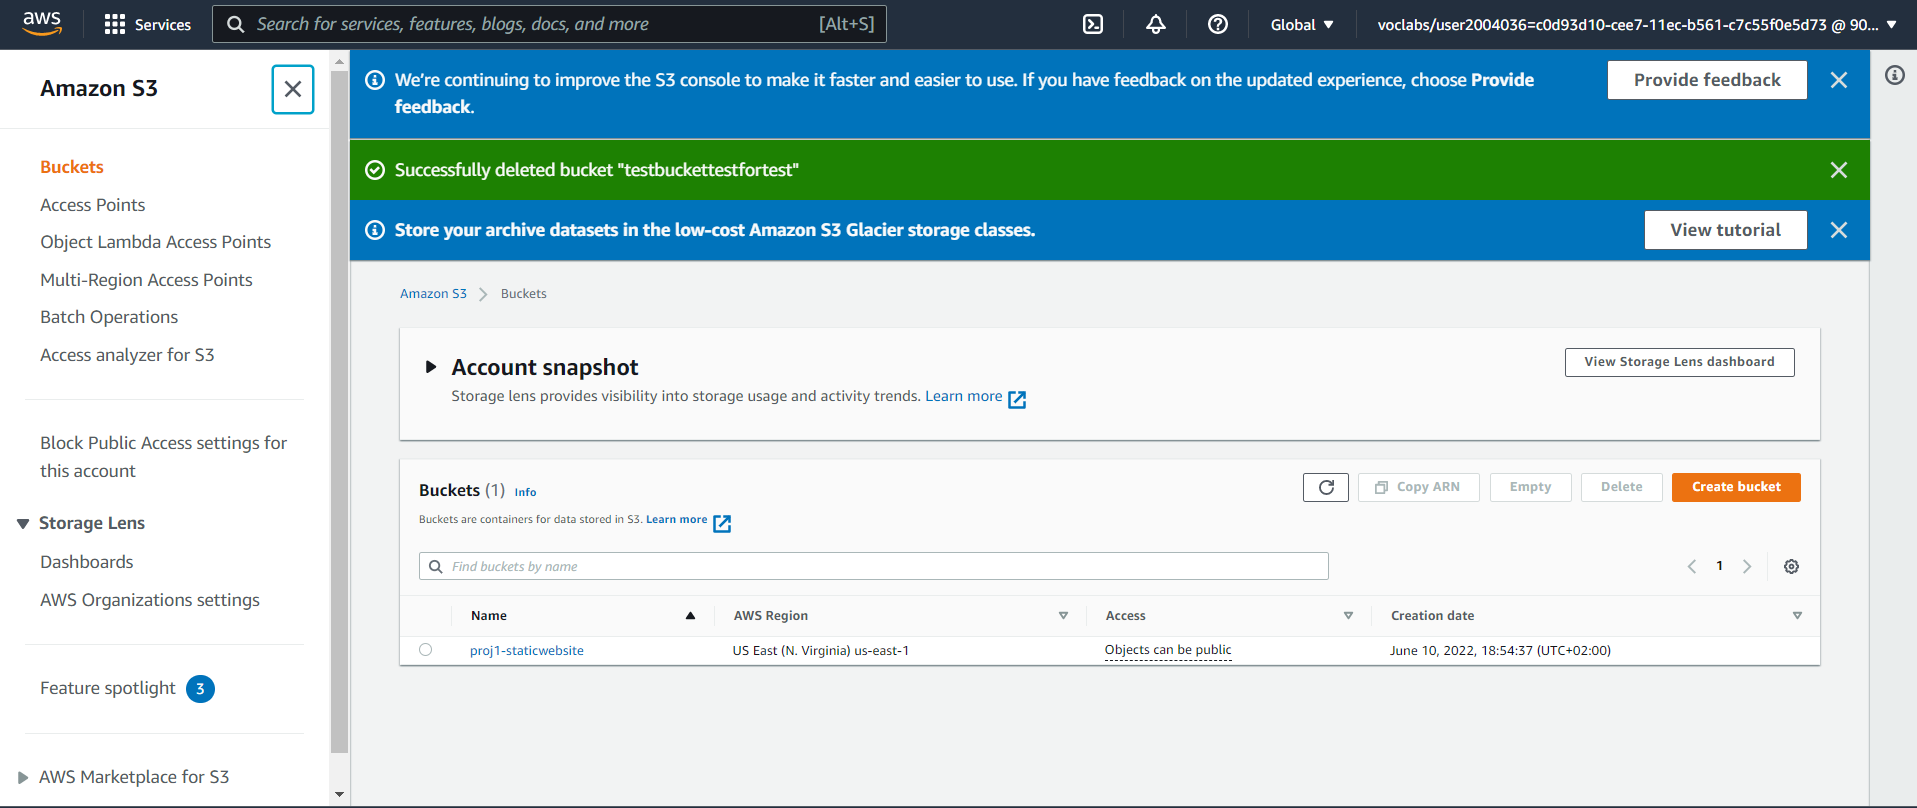 aws
Services
Search for services, features, blogs, docs, and more [Alt+S]
Global
voclabs/user2004036=c0d93d10-cee7-11ec-b561-c7c55f0e5d73 @ 90...
Amazon S3
Buckets
Access Points
Object Lambda Access Points
Multi-Region Access Points
Batch Operations
Access analyzer for S3
Block Public Access settings for
this account
Storage Lens
Dashboards
AWS Organizations settings
Feature spotlight 3
AWS Marketplace for S3
We're continuing to improve the S3 console to make it faster and easier to use. If you have feedback on the updated experience, choose Provide
feedback.
Provide feedback
Successfully deleted bucket "testbuckettestfortest"
Store your archive datasets in the low-cost Amazon S3 Glacier storage classes.
View tutorial
Amazon S3 > Buckets
Account snapshot
View Storage Lens dashboard
Storage lens provides visibility into storage usage and activity trends. Learn more
Buckets (1) Info
Copy ARN
Empty
Delete
Create bucket
Buckets are containers for data stored in S3. Learn more
Find buckets by name
1
Name AWS Region Access Creation date
proj1-staticwebsite US East (N. Virginia) us-east-1 Objects can be public June 10, 2022, 18:54:37 (UTC+02:00)